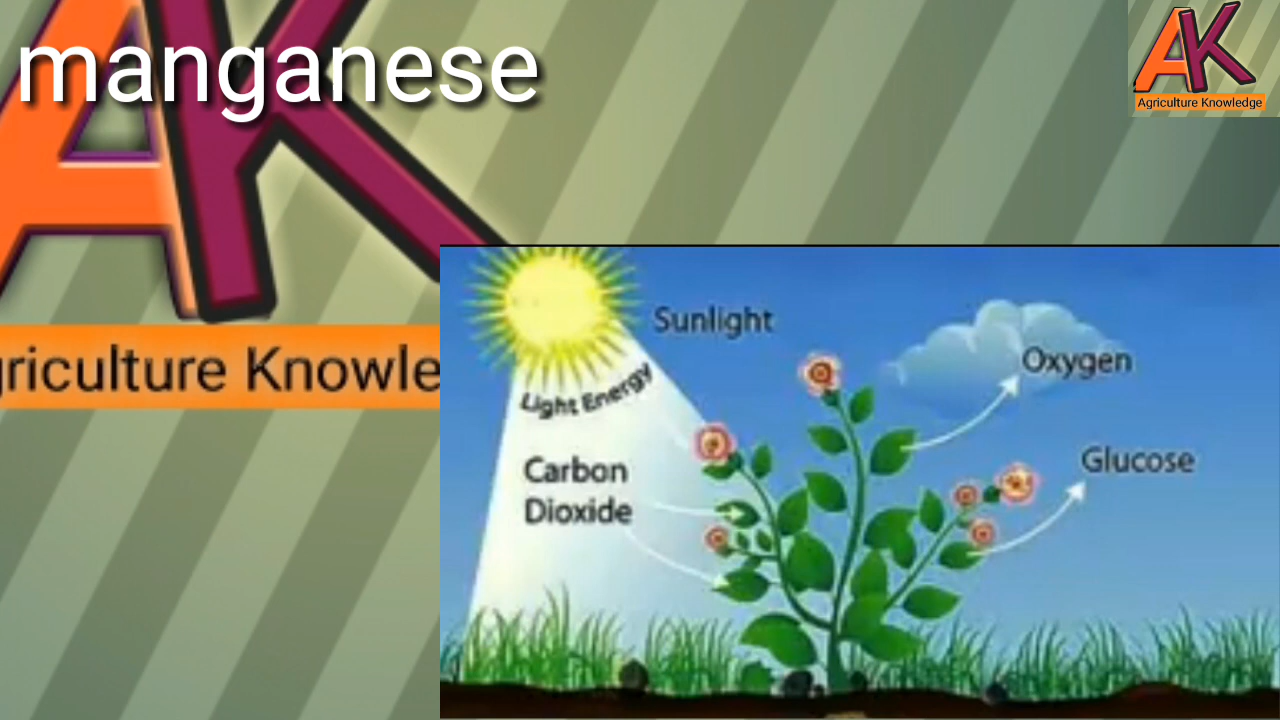 manganese
AK
Agriculture Knowledge
AK
griculture Knowle
Sunlight
Light Energy
Oxygen
Carbon
Dioxide
Glucose